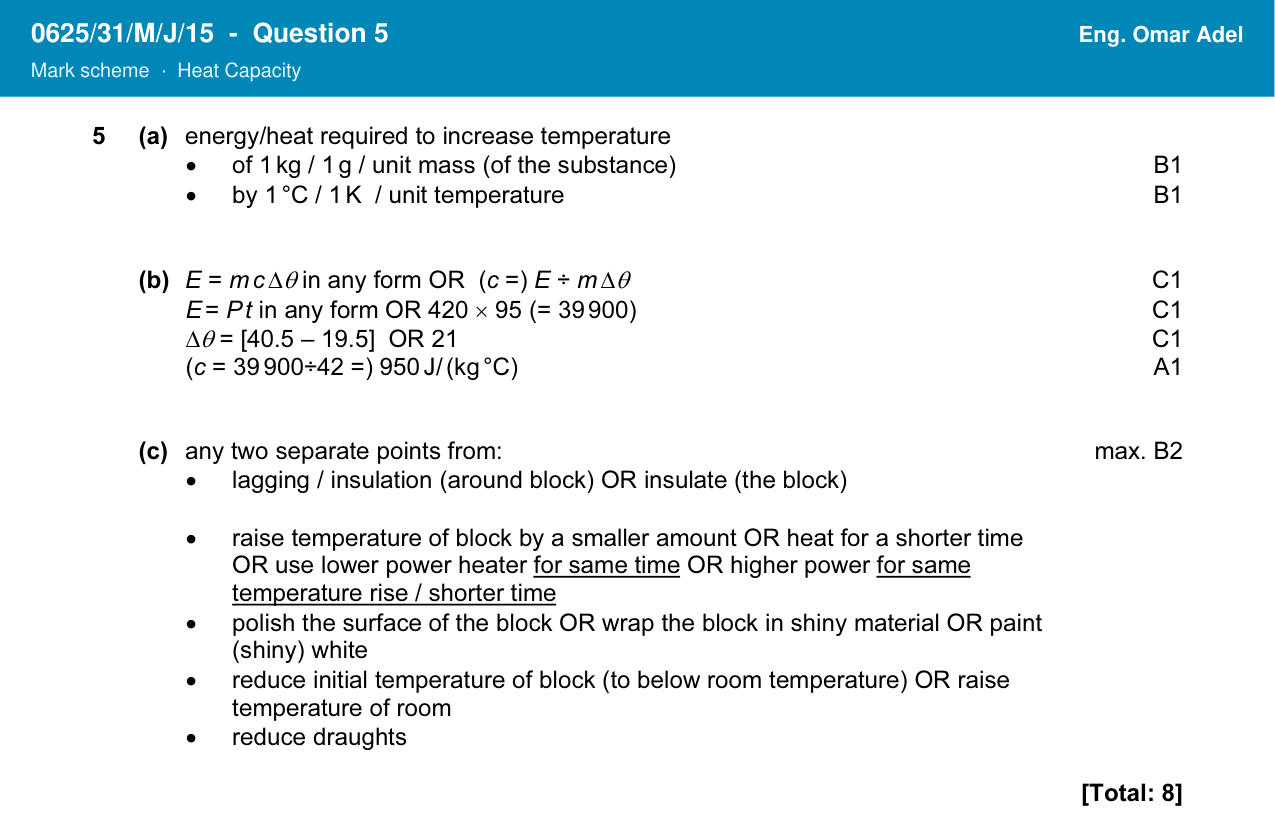 0625/31/M/J/15 - Question 5
Eng. Omar Adel
Mark scheme · Heat Capacity
5 (a) energy/heat required to increase temperature
• of 1 kg / 1 g / unit mass (of the substance) B1
• by 1 °C / 1 K / unit temperature B1
(b) E = m c Δθ in any form OR (c =) E ÷ m Δθ C1
E = P t in any form OR 420 × 95 (= 39 900) C1
Δθ = [40.5 – 19.5] OR 21 C1
(c = 39 900÷42 =) 950 J/ (kg °C) A1
(c) any two separate points from: max. B2
• lagging / insulation (around block) OR insulate (the block)
• raise temperature of block by a smaller amount OR heat for a shorter time
OR use lower power heater for same time OR higher power for same
temperature rise / shorter time
• polish the surface of the block OR wrap the block in shiny material OR paint
(shiny) white
• reduce initial temperature of block (to below room temperature) OR raise
temperature of room
• reduce draughts
[Total: 8]